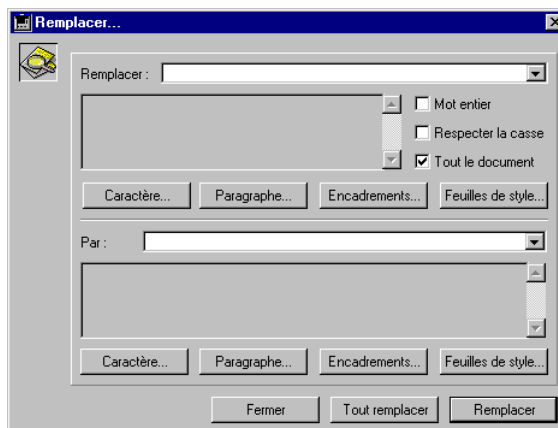 Remplacer...
Remplacer :
Mot entier
Respecter la casse
Tout le document
Caractère... Paragraphe... Encadrements... Feuilles de style...
Par :
Caractère... Paragraphe... Encadrements... Feuilles de style...
Fermer Tout remplacer Remplacer